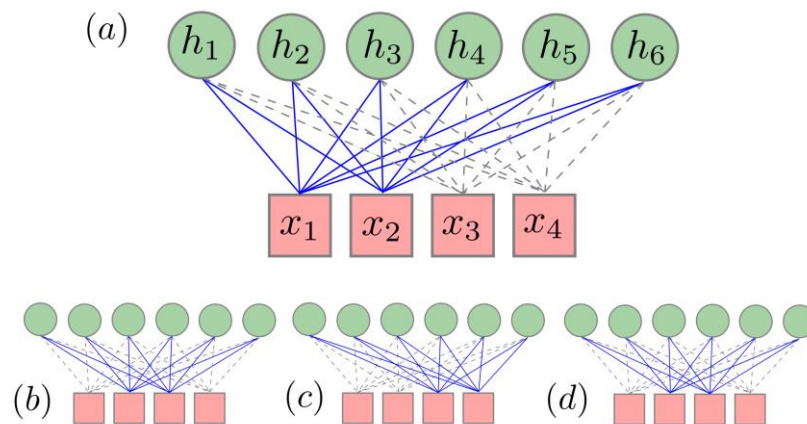 (a)
h₁ h₂ h₃ h₄ h₅ h₆
x₁ x₂ x₃ x₄
(b) (c) (d)